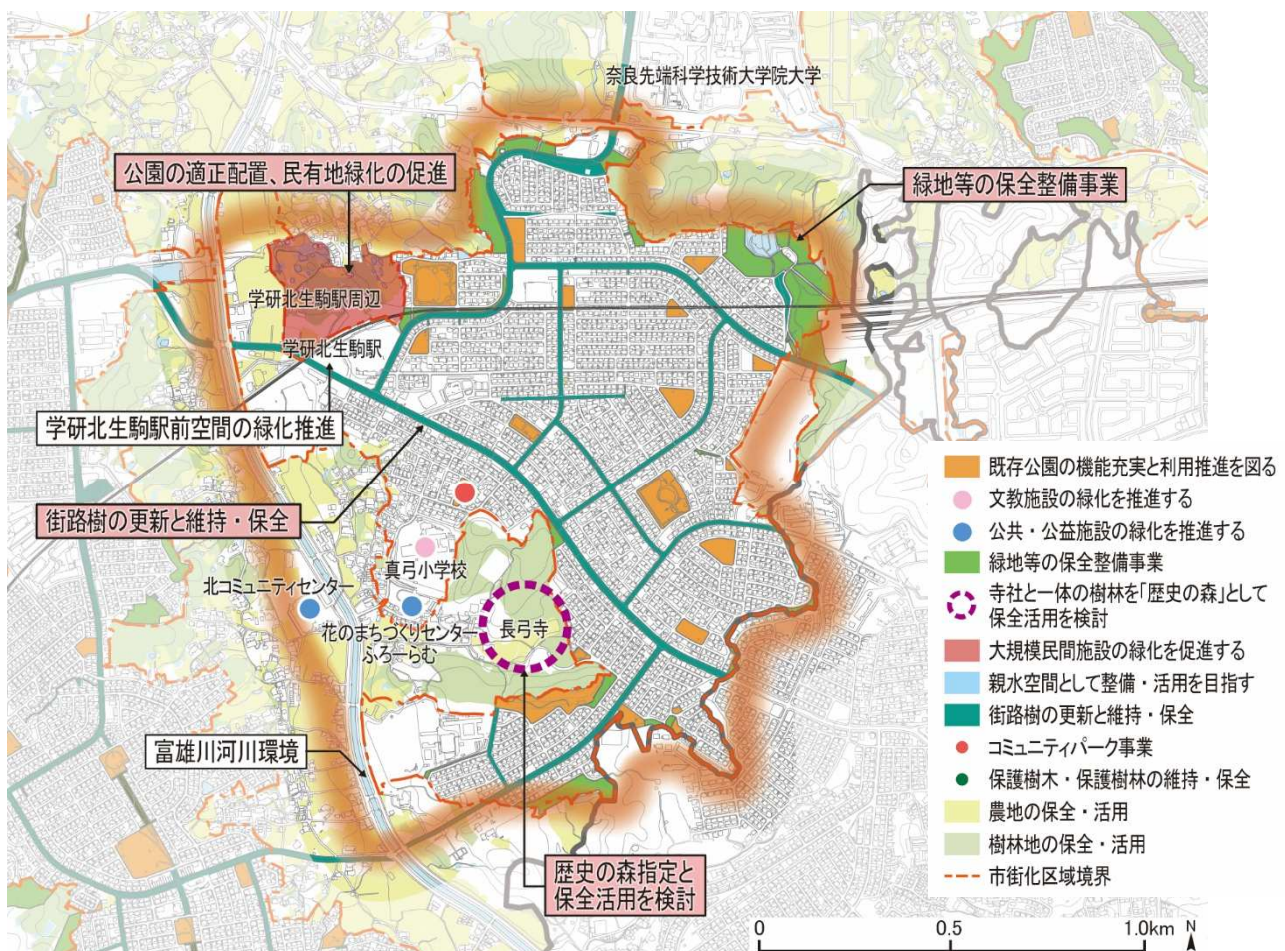 奈良先端科学技術大学院大学
公園の適正配置、民有地緑化の促進
緑地等の保全整備事業
学研北生駒駅周辺
学研北生駒駅
学研北生駒駅前空間の緑化推進
街路樹の更新と維持・保全
真弓小学校
北コミュニティセンター
花のまちづくりセンター
ふろーらむ
長弓寺
富雄川河川環境
歴史の森指定と
保全活用を検討
既存公園の機能充実と利用推進を図る
文教施設の緑化を推進する
公共・公益施設の緑化を推進する
緑地等の保全整備事業
寺社と一体の樹林を「歴史の森」として
保全活用を検討
大規模民間施設の緑化を促進する
親水空間として整備・活用を目指す
街路樹の更新と維持・保全
コミュニティパーク事業
保護樹木・保護樹林の維持・保全
農地の保全・活用
樹林地の保全・活用
市街化区域境界
0 0.5 1.0km N